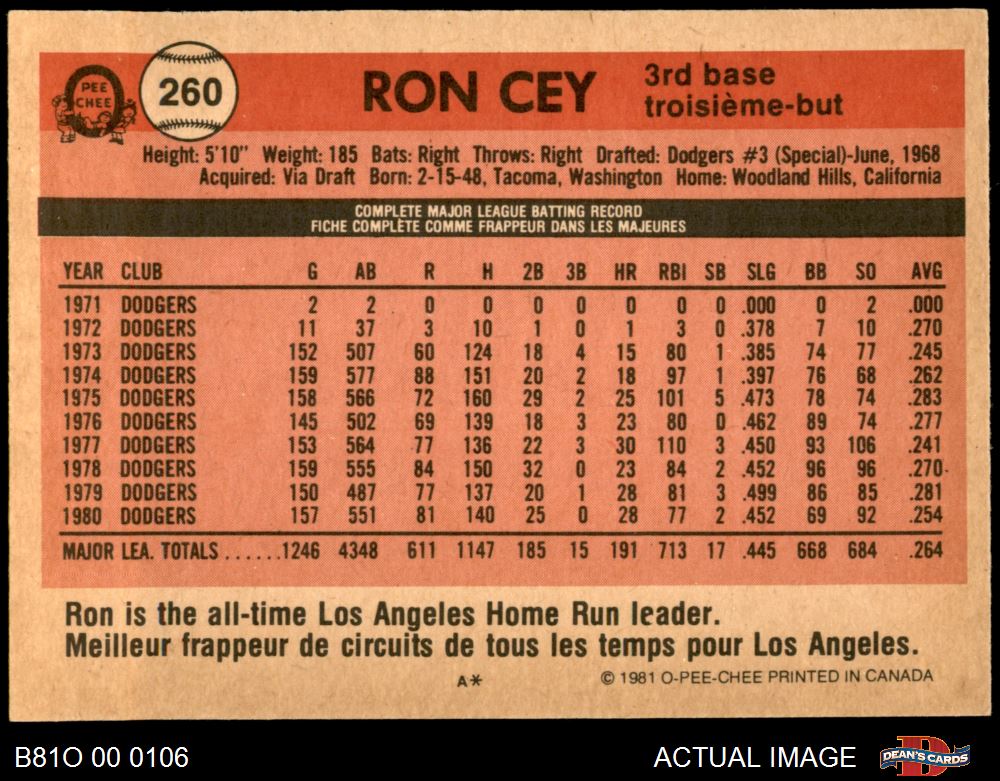 O PEE CHEE
260
RON CEY
3rd base
troisième-but
Height: 5'10" Weight: 185 Bats: Right Throws: Right Drafted: Dodgers #3 (Special)-June, 1968
Acquired: Via Draft Born: 2-15-48, Tacoma, Washington Home: Woodland Hills, California
COMPLETE MAJOR LEAGUE BATTING RECORD
FICHE COMPLÈTE COMME FRAPPEUR DANS LES MAJEURES
YEAR CLUB G AB R H 2B 3B HR RBI SB SLG BB SO AVG
1971 DODGERS 2 2 0 0 0 0 0 0 0 .000 0 2 .000
1972 DODGERS 11 37 3 10 1 0 1 3 0 .378 7 10 .270
1973 DODGERS 152 507 60 124 18 4 15 80 1 .385 74 77 .245
1974 DODGERS 159 577 88 151 20 2 18 97 1 .397 76 68 .262
1975 DODGERS 158 566 72 160 29 2 25 101 5 .473 78 74 .283
1976 DODGERS 145 502 69 139 18 3 23 80 0 .462 89 74 .277
1977 DODGERS 153 564 77 136 22 3 30 110 3 .450 93 106 .241
1978 DODGERS 159 555 84 150 32 0 23 84 2 .452 96 96 .270
1979 DODGERS 150 487 77 137 20 1 28 81 3 .499 86 85 .281
1980 DODGERS 157 551 81 140 25 0 28 77 2 .452 69 92 .254
MAJOR LEA. TOTALS ......1246 4348 611 1147 185 15 191 713 17 .445 668 684 .264
Ron is the all-time Los Angeles Home Run leader.
Meilleur frappeur de circuits de tous les temps pour Los Angeles.
A* © 1981 O-PEE-CHEE PRINTED IN CANADA
B81O 00 0106
ACTUAL IMAGE
D DEAN'S CARDS